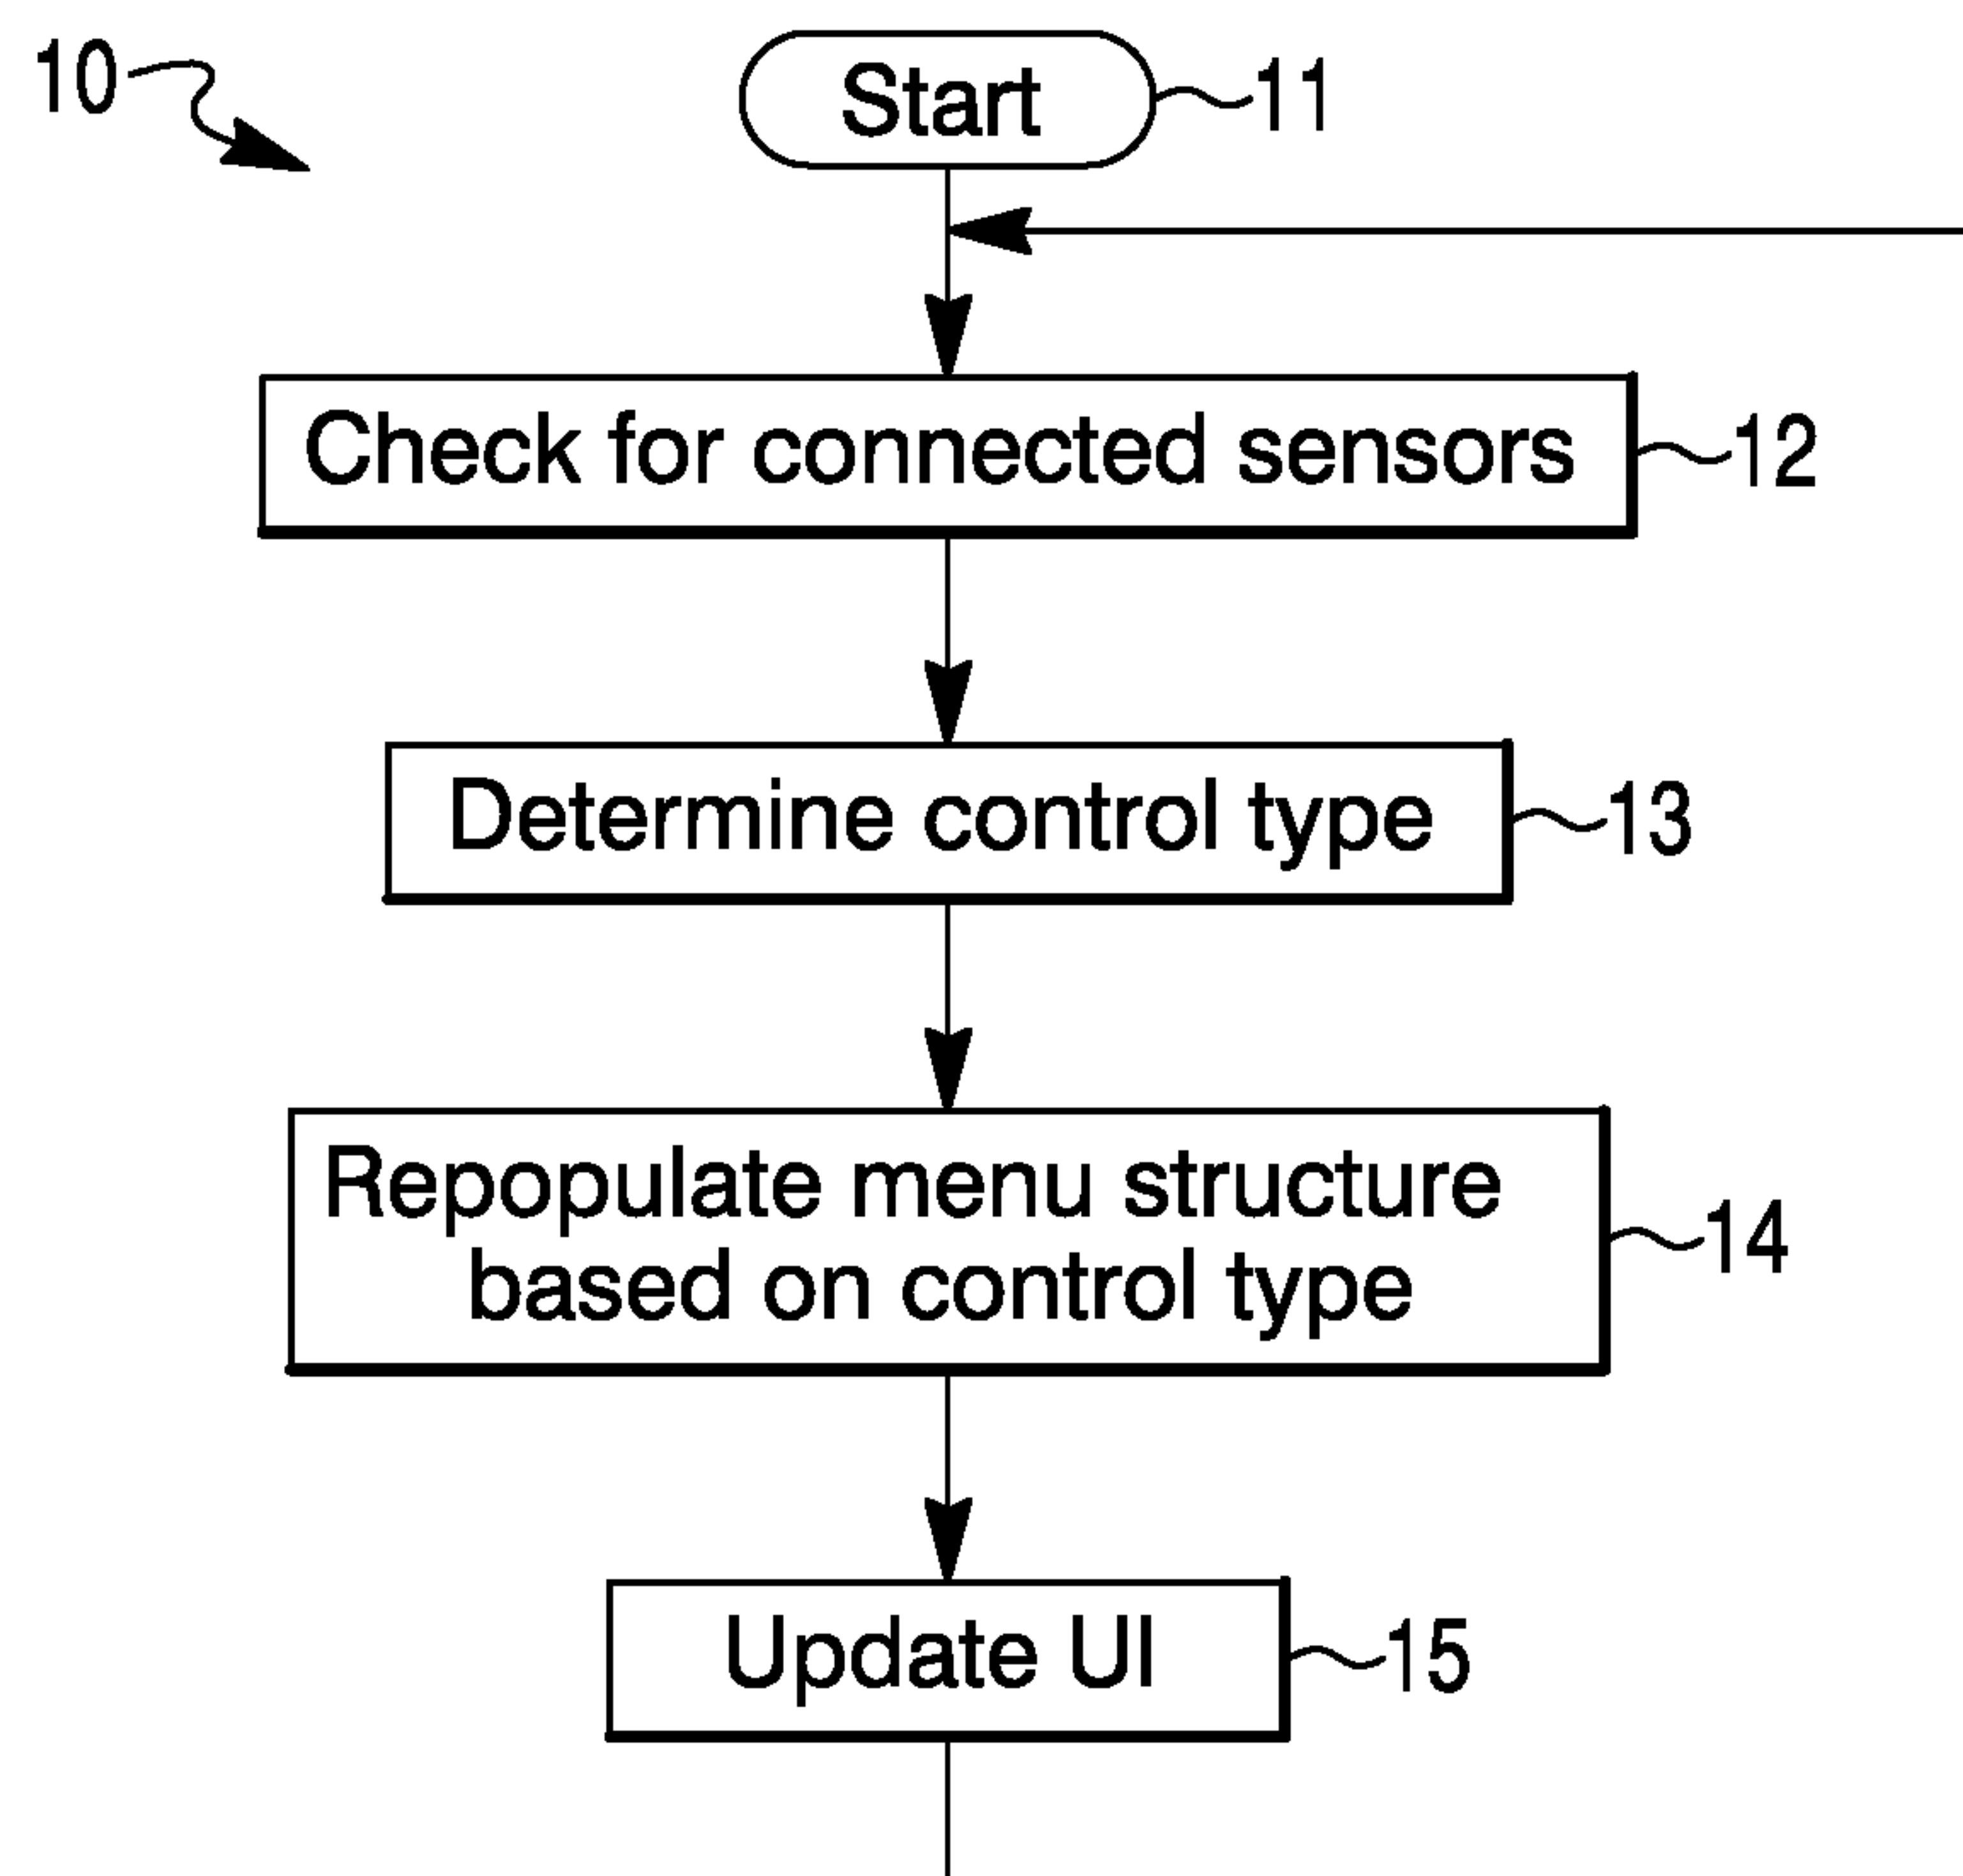 10
Start
11
Check for connected sensors
12
Determine control type
13
Repopulate menu structure
based on control type
14
Update UI
15